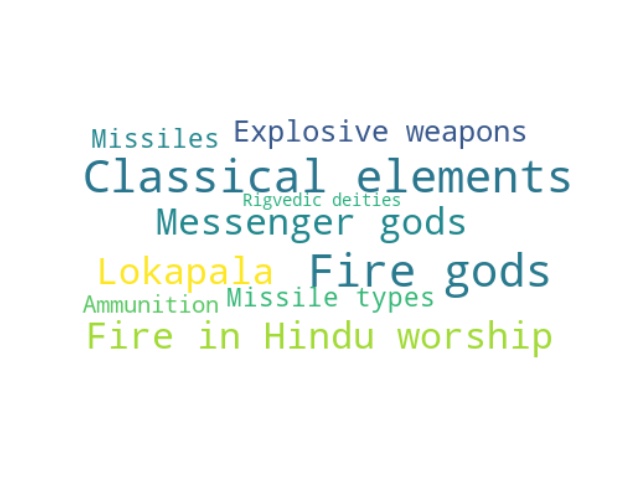 Missiles Explosive weapons
Classical elements
Rigvedic deities
Messenger gods
Lokapala Fire gods
Ammunition Missile types
Fire in Hindu worship